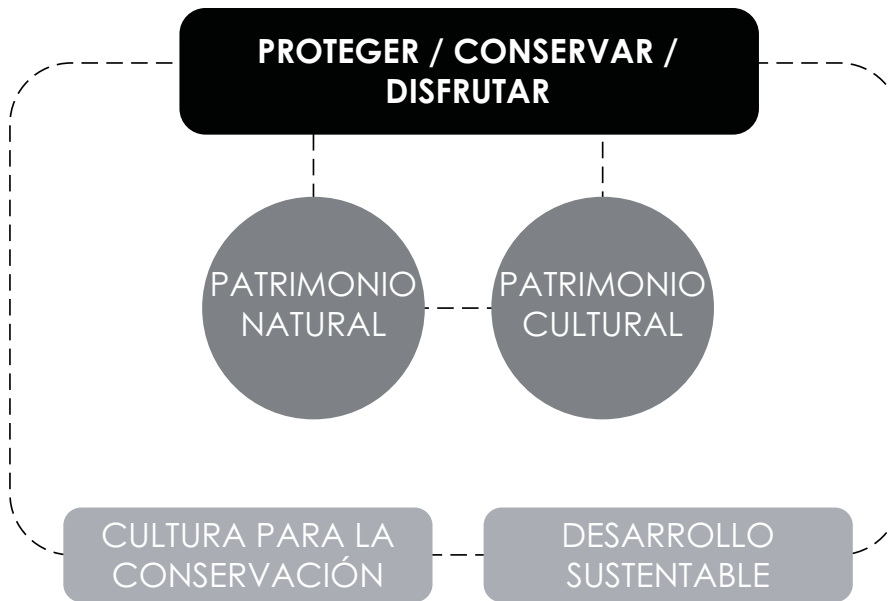 PROTEGER / CONSERVAR /
DISFRUTAR
PATRIMONIO
NATURAL
PATRIMONIO
CULTURAL
CULTURA PARA LA
CONSERVACIÓN
DESARROLLO
SUSTENTABLE